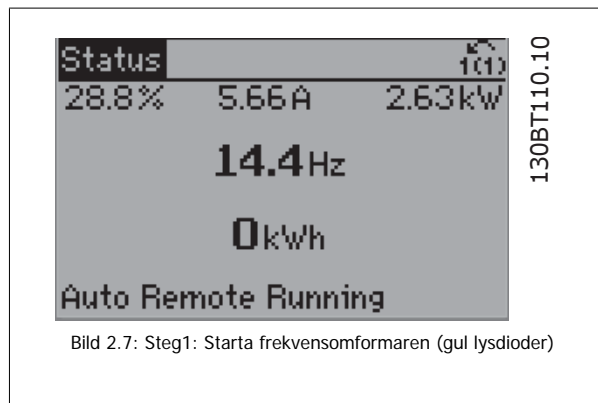 Status 1(1)
28.8% 5.66A 2.63kW
14.4Hz
0kWh
Auto Remote Running
130BT110.10
Bild 2.7: Steg1: Starta frekvensomformaren (gul lysdioder)